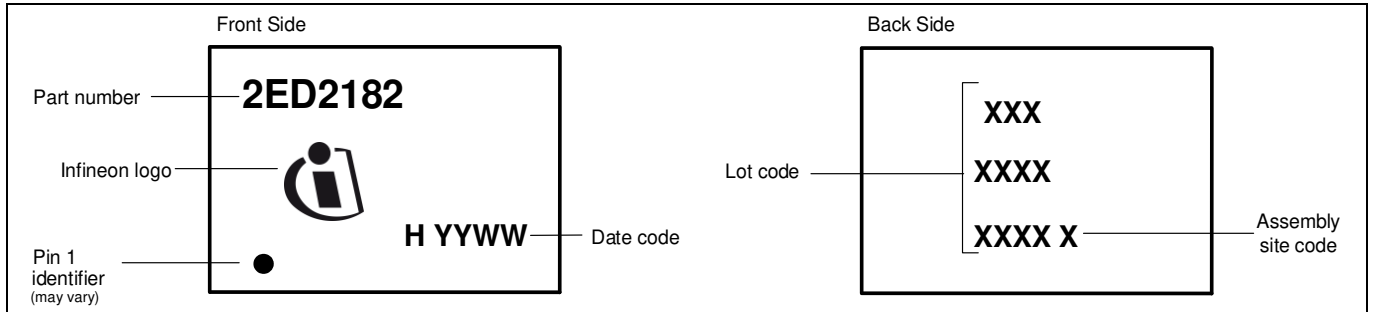 Front Side
Part number
2ED2182
Infineon logo
H YYWW
Date code
Pin 1
identifier
(may vary)
Back Side
XXX
Lot code
XXXX
XXXX X
Assembly
site code